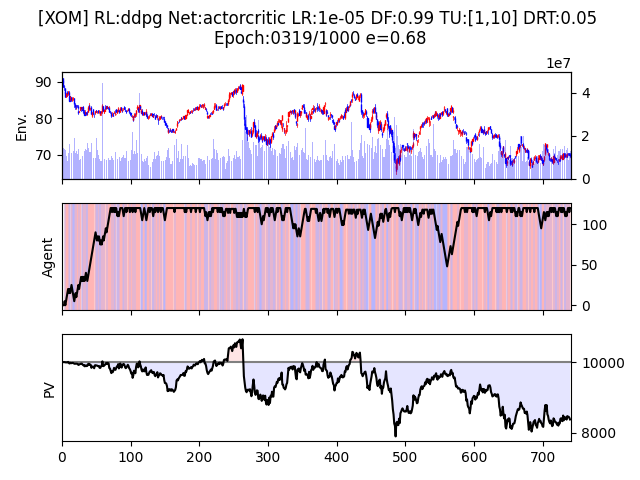 [XOM] RL:ddpg Net:actorcritic LR:1e-05 DF:0.99 TU:[1,10] DRT:0.05
Epoch:0319/1000 e=0.68
1e7
90
80
70
Env.
4
2
0
Agent
100
50
0
PV
10000
8000
0 100 200 300 400 500 600 700